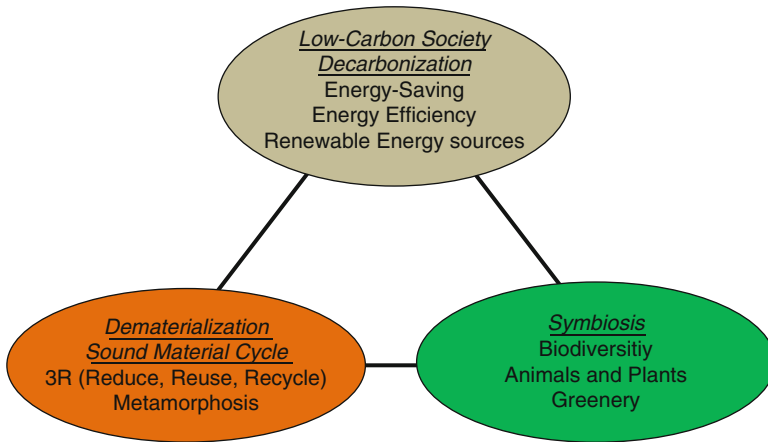 Low-Carbon Society
Decarbonization
Energy-Saving
Energy Efficiency
Renewable Energy sources
Dematerialization
Sound Material Cycle
3R (Reduce, Reuse, Recycle)
Metamorphosis
Symbiosis
Biodiversitiy
Animals and Plants
Greenery